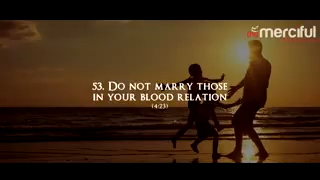 merciful
53. Do not marry those
in your blood relation
(4:23)